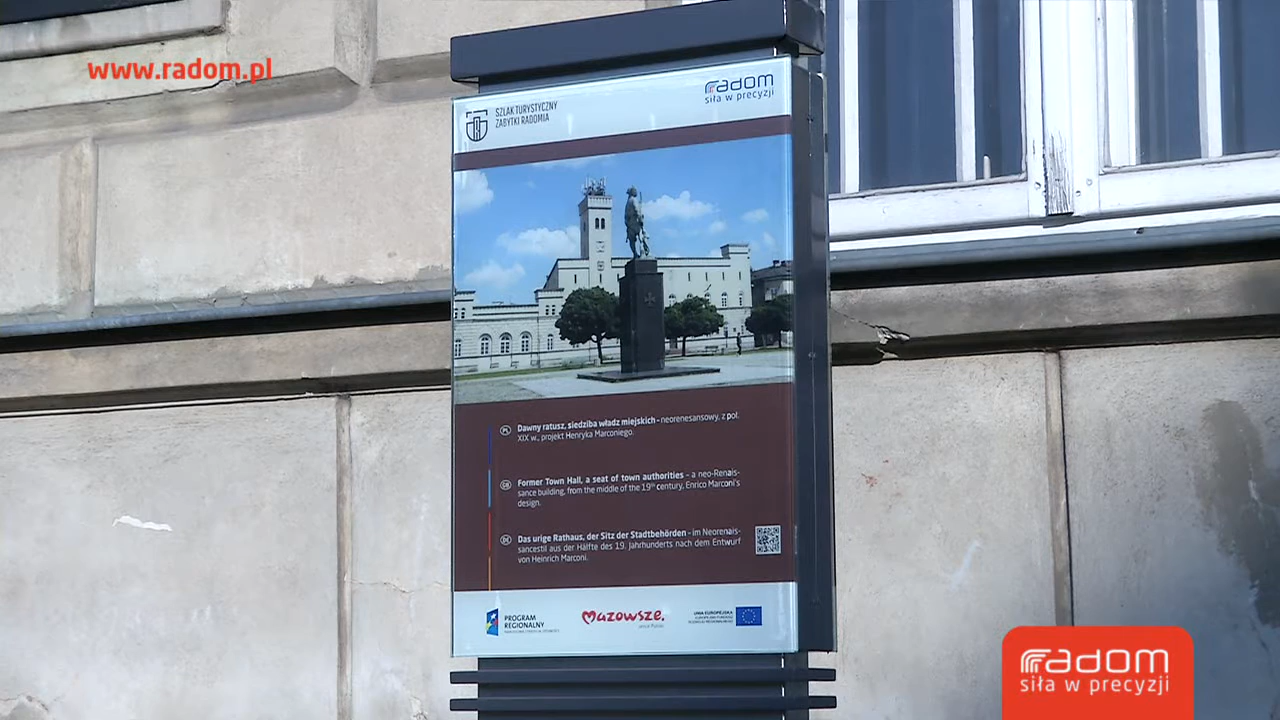 www.radom.pl
SZLAK TURYSTYCZNY
ZABYTKI RADOMIA
radom
siła w precyzji
PL Dawny ratusz, siedziba władz miejskich – neorenesansowy, z poł.
XIX w., projekt Henryka Marconiego.
GB Former Town Hall, a seat of town authorities – a neo-Renais-
sance building, from the middle of the 19th century, Enrico Marconi's
design.
DE Das urige Rathaus, der Sitz der Stadtbehörden – im Neorenais-
sancestil aus der Hälfte des 19. Jahrhunderts nach dem Entwurf
von Heinrich Marconi.
PROGRAM
REGIONALNY
Mazowsze.
UNIA EUROPEJSKA
radom
siła w precyzji